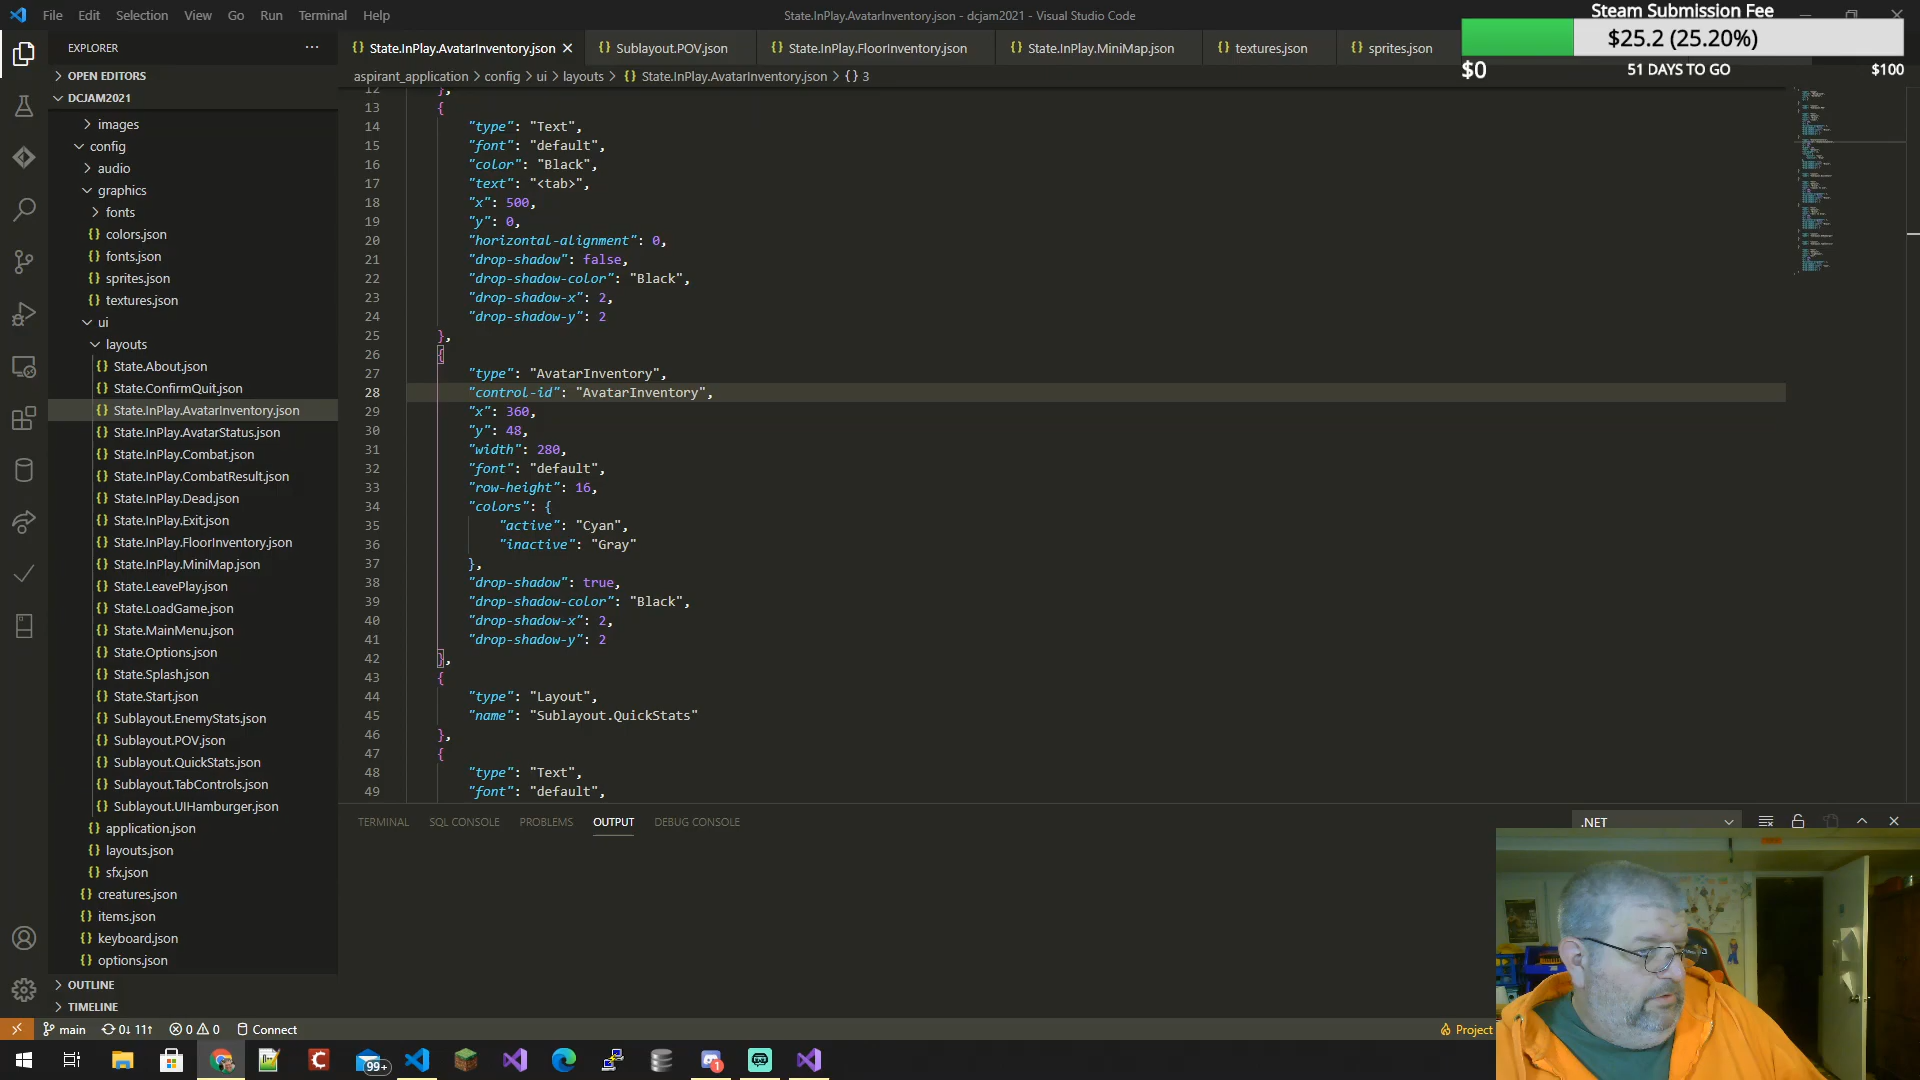 File Edit Selection View Go Run Terminal Help
State.InPlay.AvatarInventory.json - dcjam2021 - Visual Studio Code
Steam Submission Fee
$25.2 (25.20%)
$0
51 DAYS TO GO
$100
EXPLORER
State.InPlay.AvatarInventory.json
Sublayout.POV.json
State.InPlay.FloorInventory.json
State.InPlay.MiniMap.json
textures.json
sprites.json
aspirant_application > config > ui > layouts > {} State.InPlay.AvatarInventory.json > {} 3
OPEN EDITORS
DCJAM2021
images
config
audio
graphics
fonts
colors.json
fonts.json
sprites.json
textures.json
ui
layouts
State.About.json
State.ConfirmQuit.json
State.InPlay.AvatarInventory.json
State.InPlay.AvatarStatus.json
State.InPlay.Combat.json
State.InPlay.CombatResult.json
State.InPlay.Dead.json
State.InPlay.Exit.json
State.InPlay.FloorInventory.json
State.InPlay.MiniMap.json
State.LeavePlay.json
State.LoadGame.json
State.MainMenu.json
State.Options.json
State.Splash.json
State.Start.json
Sublayout.EnemyStats.json
Sublayout.POV.json
Sublayout.QuickStats.json
Sublayout.TabControls.json
Sublayout.UIHamburger.json
application.json
layouts.json
sfx.json
creatures.json
items.json
keyboard.json
options.json
OUTLINE
TIMELINE
12 },
13 {
14 "type": "Text",
15 "font": "default",
16 "color": "Black",
17 "text": "<tab>",
18 "x": 500,
19 "y": 0,
20 "horizontal-alignment": 0,
21 "drop-shadow": false,
22 "drop-shadow-color": "Black",
23 "drop-shadow-x": 2,
24 "drop-shadow-y": 2
25 },
26 {
27 "type": "AvatarInventory",
28 "control-id": "AvatarInventory",
29 "x": 360,
30 "y": 48,
31 "width": 280,
32 "font": "default",
33 "row-height": 16,
34 "colors": {
35 "active": "Cyan",
36 "inactive": "Gray"
37 },
38 "drop-shadow": true,
39 "drop-shadow-color": "Black",
40 "drop-shadow-x": 2,
41 "drop-shadow-y": 2
42 },
43 {
44 "type": "Layout",
45 "name": "Sublayout.QuickStats"
46 },
47 {
48 "type": "Text",
49 "font": "default",
TERMINAL SQL CONSOLE PROBLEMS OUTPUT DEBUG CONSOLE
.NET
main 0↓ 11↑ 0 0 Connect
Project
99+
1